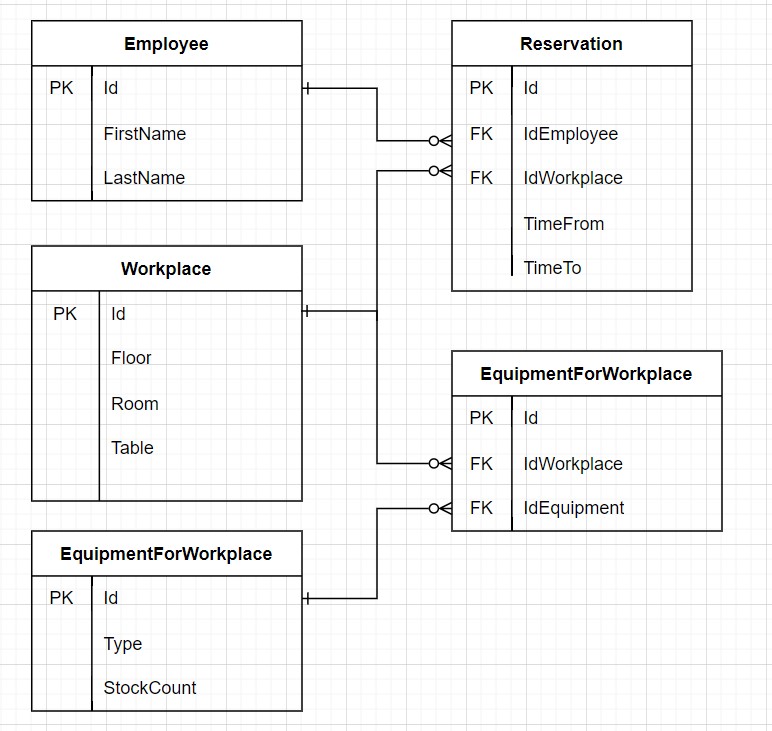 Employee
PK Id
FirstName
LastName
Reservation
PK Id
FK IdEmployee
FK IdWorkplace
TimeFrom
TimeTo
Workplace
PK Id
Floor
Room
Table
EquipmentForWorkplace
PK Id
FK IdWorkplace
FK IdEquipment
EquipmentForWorkplace
PK Id
Type
StockCount